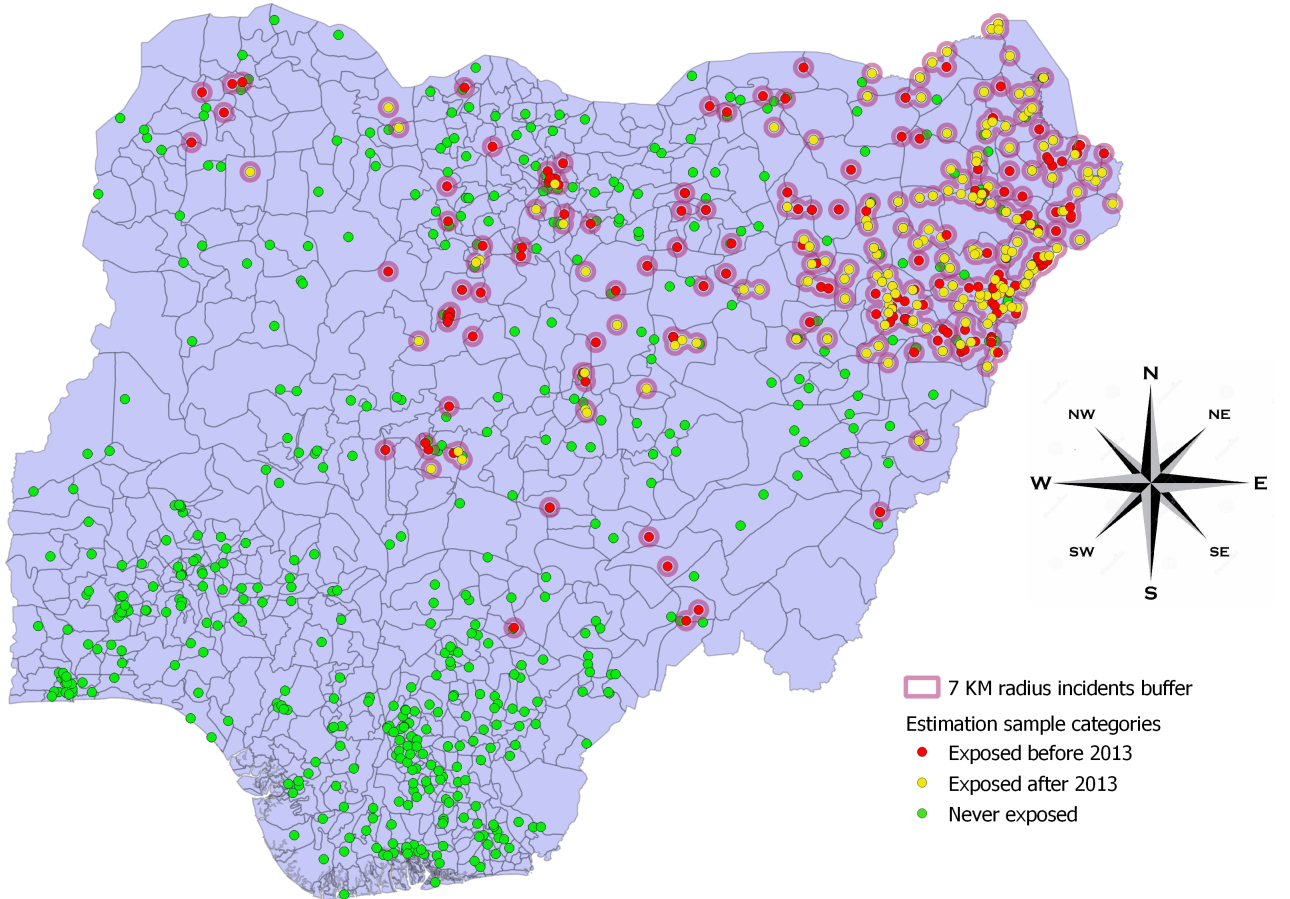 N
NW
NE
W
E
SW
SE
S
7 KM radius incidents buffer
Estimation sample categories
Exposed before 2013
Exposed after 2013
Never exposed